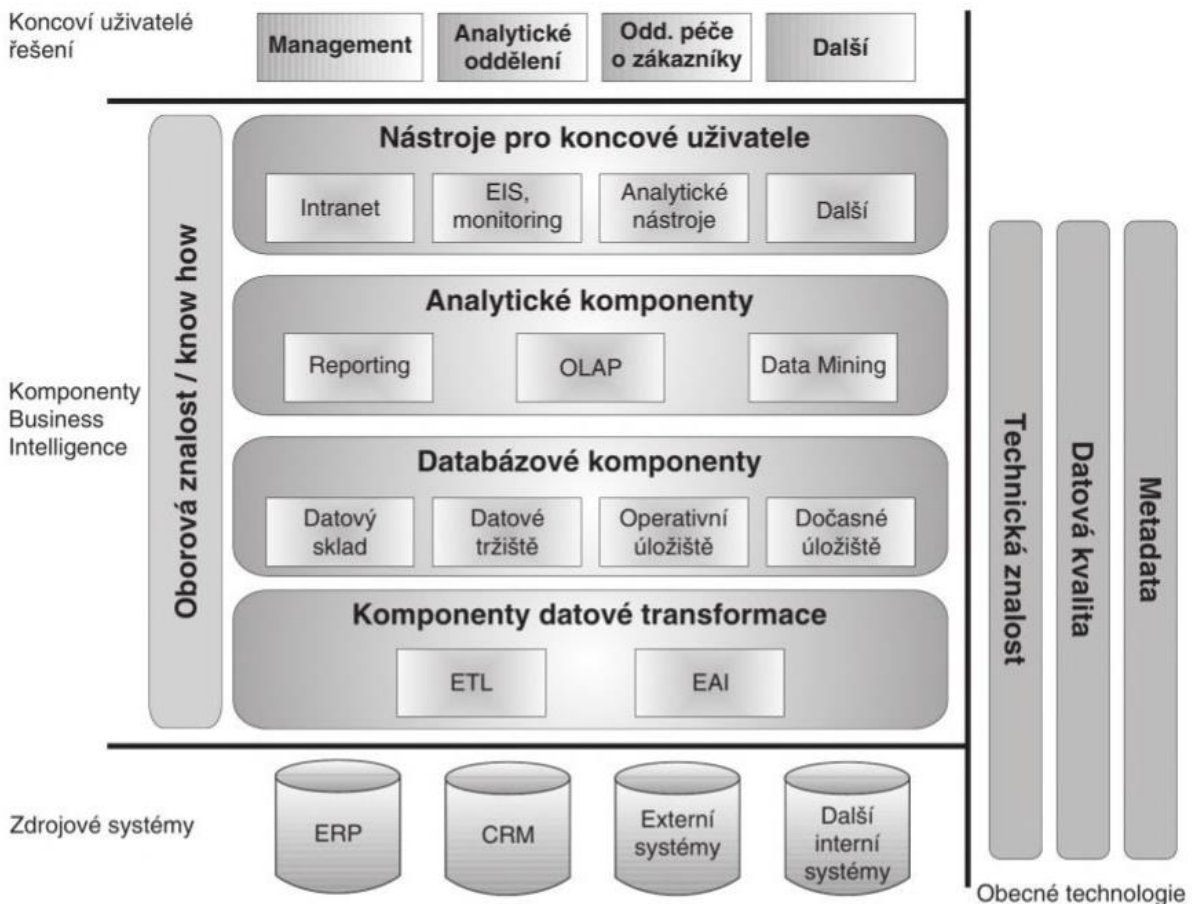 Koncoví uživatelé
řešení
Management
Analytické
oddělení
Odd. péče
o zákazníky
Další
Oborová znalost / know how
Nástroje pro koncové uživatele
Intranet
EIS,
monitoring
Analytické
nástroje
Další
Komponenty
Business
Intelligence
Analytické komponenty
Reporting
OLAP
Data Mining
Databázové komponenty
Datový
sklad
Datové
tržiště
Operativní
úložiště
Dočasné
úložiště
Komponenty datové transformace
ETL
EAI
Technická znalost
Datová kvalita
Metadata
Zdrojové systémy
ERP
CRM
Externí
systémy
Další
interní
systémy
Obecné technologie